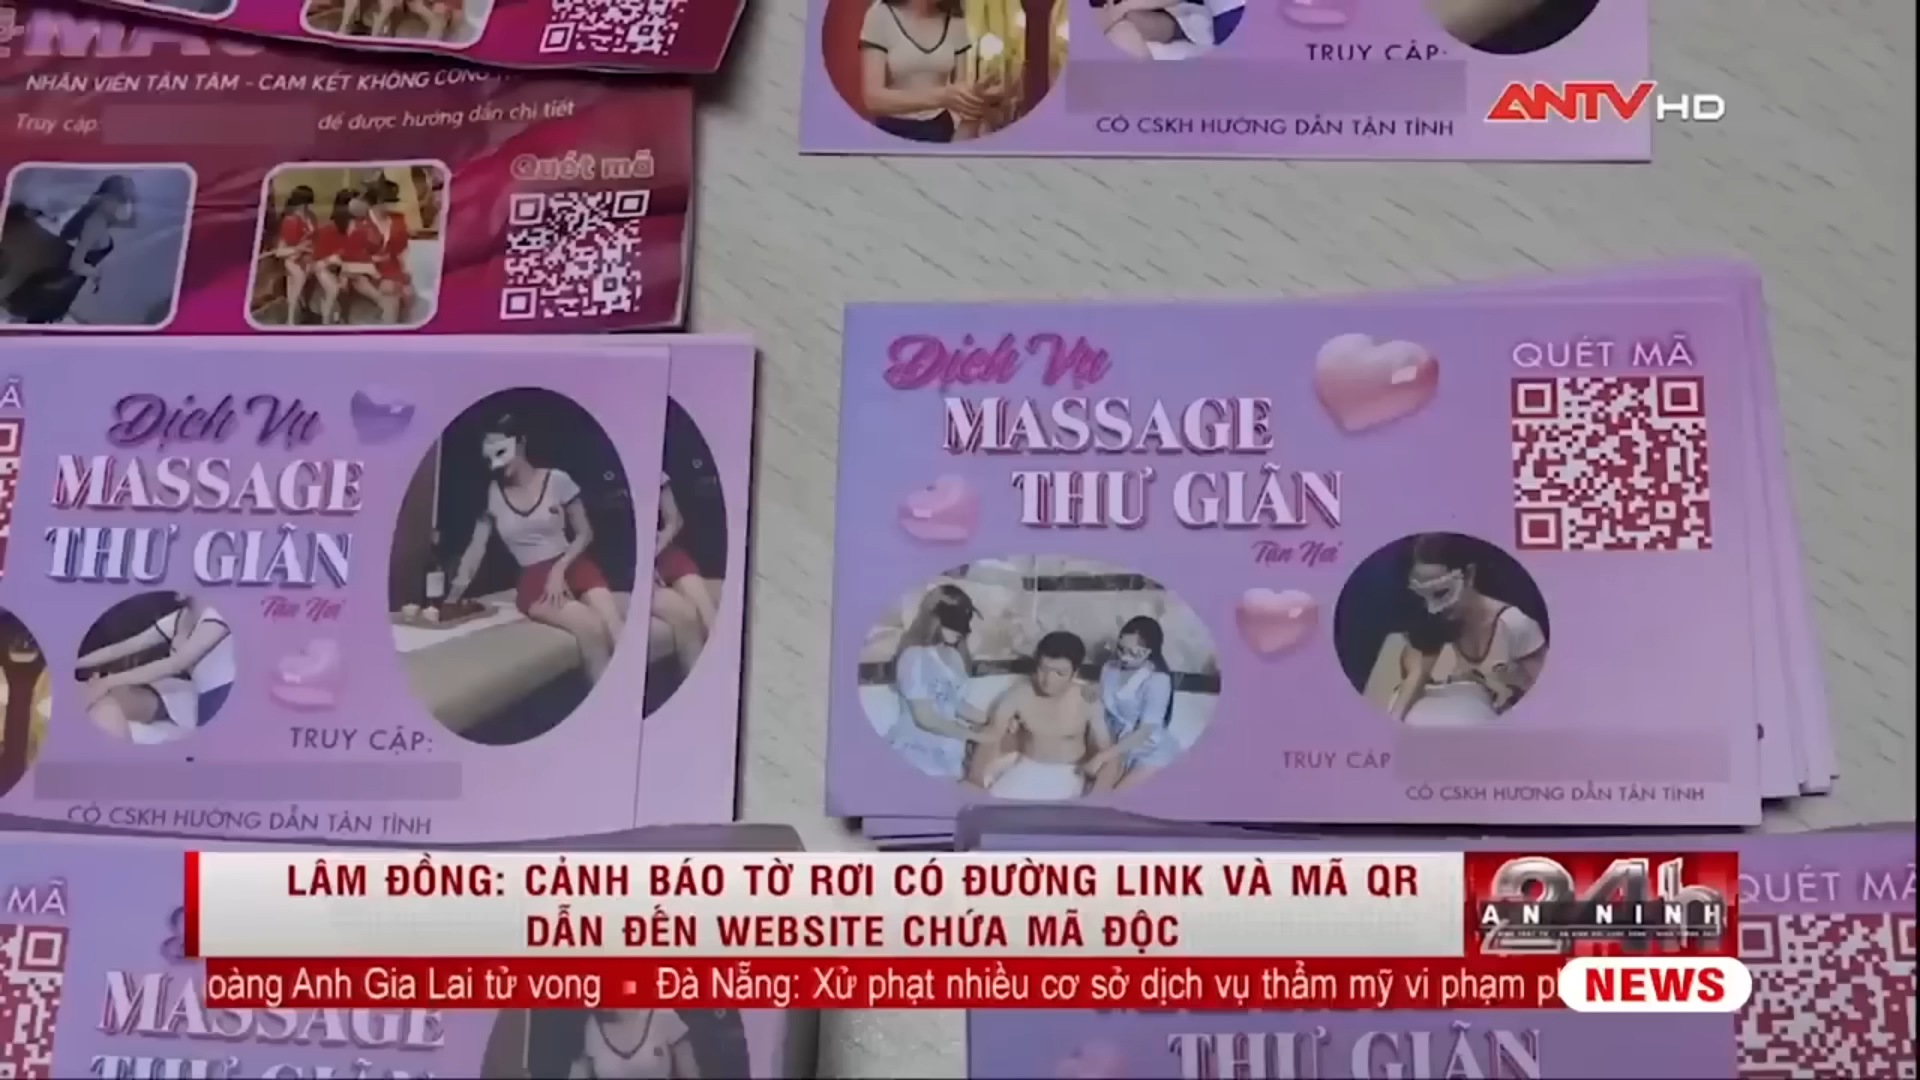 NHÂN VIÊN TẬN TÂM - CAM KẾT KHÔNG
Truy cập
để được hướng dẫn chi tiết
Quét mã
TRUY CẬP:
CÓ CSKH HƯỚNG DẪN TẬN TÌNH
ANTV HD
Dịch Vụ
MASSAGE
THƯ GIÃN
Tận Nơi
TRUY CẬP:
CÓ CSKH HƯỚNG DẪN TẬN TÌNH
Dịch Vụ
MASSAGE
THƯ GIÃN
Tận Nơi
QUÉT MÃ
TRUY CẬP
CÓ CSKH HƯỚNG DẪN TẬN TÌNH
MÃ
QUÉT MÃ
MASSAGE
THƯ GIÃN
THƯ GIÃN
LÂM ĐỒNG: CẢNH BÁO TỜ RƠI CÓ ĐƯỜNG LINK VÀ MÃ QR
DẪN ĐẾN WEBSITE CHỨA MÃ ĐỘC
24h
AN NINH
oàng Anh Gia Lai tử vong ▪ Đà Nẵng: Xử phạt nhiều cơ sở dịch vụ thẩm mỹ vi phạm p
NEWS